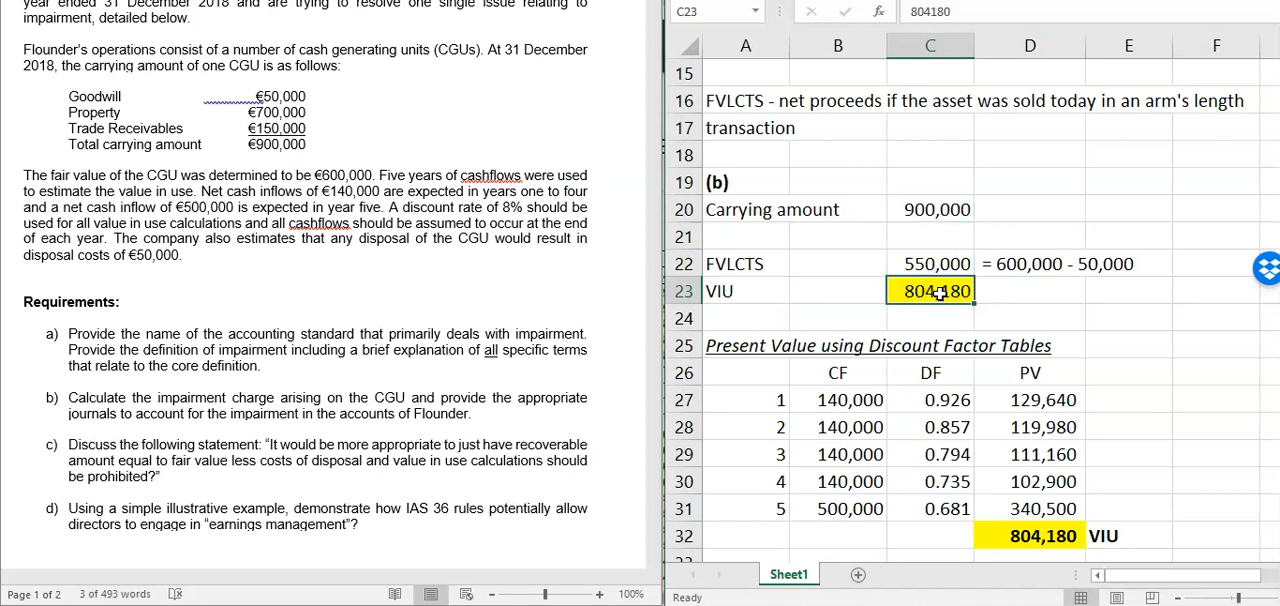 year ended 31 December 2018 and are trying to resolve one single issue relating to
impairment, detailed below.
Flounder's operations consist of a number of cash generating units (CGUs). At 31 December
2018, the carrying amount of one CGU is as follows:
Goodwill €50,000
Property €700,000
Trade Receivables €150,000
Total carrying amount €900,000
The fair value of the CGU was determined to be €600,000. Five years of cashflows were used
to estimate the value in use. Net cash inflows of €140,000 are expected in years one to four
and a net cash inflow of €500,000 is expected in year five. A discount rate of 8% should be
used for all value in use calculations and all cashflows should be assumed to occur at the end
of each year. The company also estimates that any disposal of the CGU would result in
disposal costs of €50,000.
Requirements:
a) Provide the name of the accounting standard that primarily deals with impairment.
Provide the definition of impairment including a brief explanation of all specific terms
that relate to the core definition.
b) Calculate the impairment charge arising on the CGU and provide the appropriate
journals to account for the impairment in the accounts of Flounder.
c) Discuss the following statement: "It would be more appropriate to just have recoverable
amount equal to fair value less costs of disposal and value in use calculations should
be prohibited?"
d) Using a simple illustrative example, demonstrate how IAS 36 rules potentially allow
directors to engage in "earnings management"?
Page 1 of 2 3 of 493 words 100%
C23 fx 804180
A B C D E F
15
16 FVLCTS - net proceeds if the asset was sold today in an arm's length
17 transaction
18
19 (b)
20 Carrying amount 900,000
21
22 FVLCTS 550,000 = 600,000 - 50,000
23 VIU 804,180
24
25 Present Value using Discount Factor Tables
26 CF DF PV
27 1 140,000 0.926 129,640
28 2 140,000 0.857 119,980
29 3 140,000 0.794 111,160
30 4 140,000 0.735 102,900
31 5 500,000 0.681 340,500
32 804,180 VIU
Sheet1
Ready